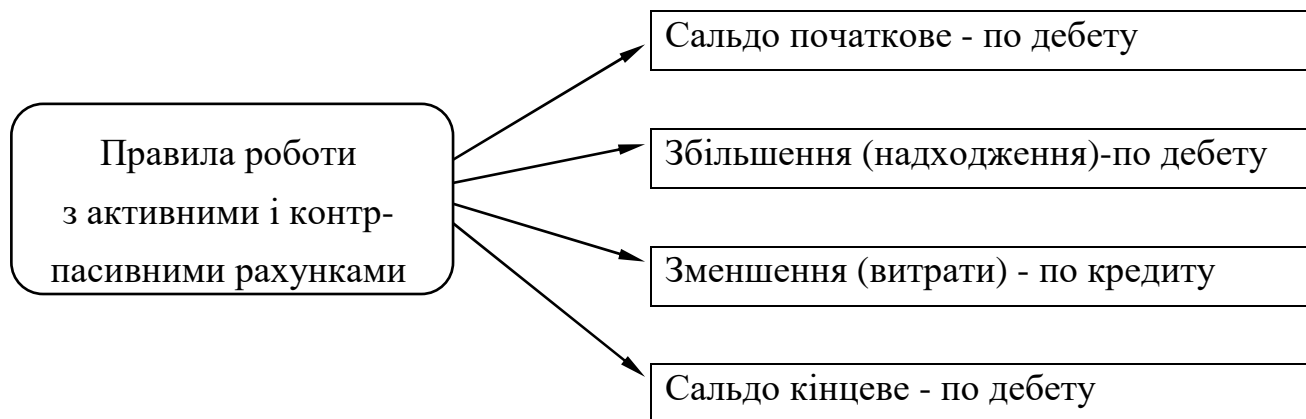 Правила роботи
з активними і контр-
пасивними рахунками
Сальдо початкове - по дебету
Збільшення (надходження)-по дебету
Зменшення (витрати) - по кредиту
Сальдо кінцеве - по дебету